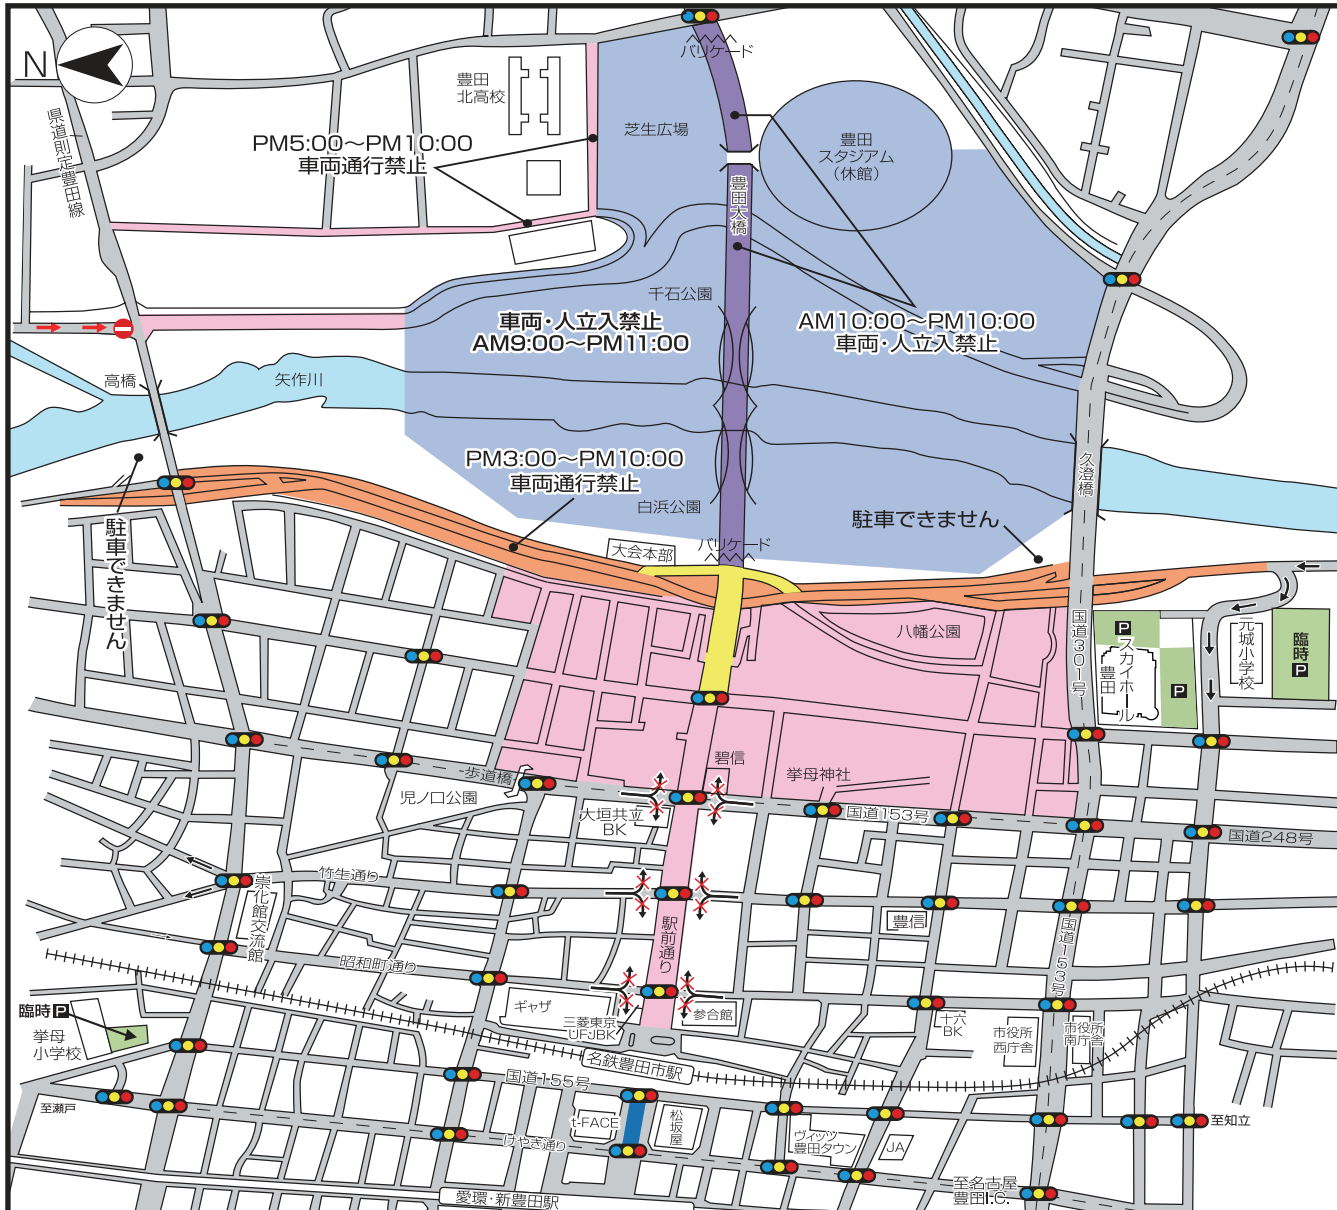 N
県道則定豊田線
豊田
北高校
バリケード
芝生広場
豊田
スタジアム
（休館）
PM5:00〜PM10:00
車両通行禁止
豊田大橋
千石公園
車両・人立入禁止
AM9:00〜PM11:00
AM10:00〜PM10:00
車両・人立入禁止
高橋
矢作川
久澄橋
PM3:00〜PM10:00
車両通行禁止
白浜公園
駐車できません
駐車できません
バリケード
大会本部
八幡公園
国道301号
P
スカイホール
豊田
P
元城小学校
臨時
P
碧信
挙母神社
歩道橋
児ノ口公園
大垣共立
BK
国道153号
国道248号
竹生通り
崇化館交流館
豊信
駅前通り
国道153号
昭和町通り
ギャザ
三菱東京
UFJBK
参合館
十六
BK
市役所
西庁舎
市役所
南庁舎
臨時P
挙母
小学校
名鉄豊田市駅
国道155号
至瀬戸
t-FACE
松坂屋
ヴィッツ
豊田タウン
JA
至知立
けやき通り
至名古屋
豊田I.C.
愛環・新豊田駅